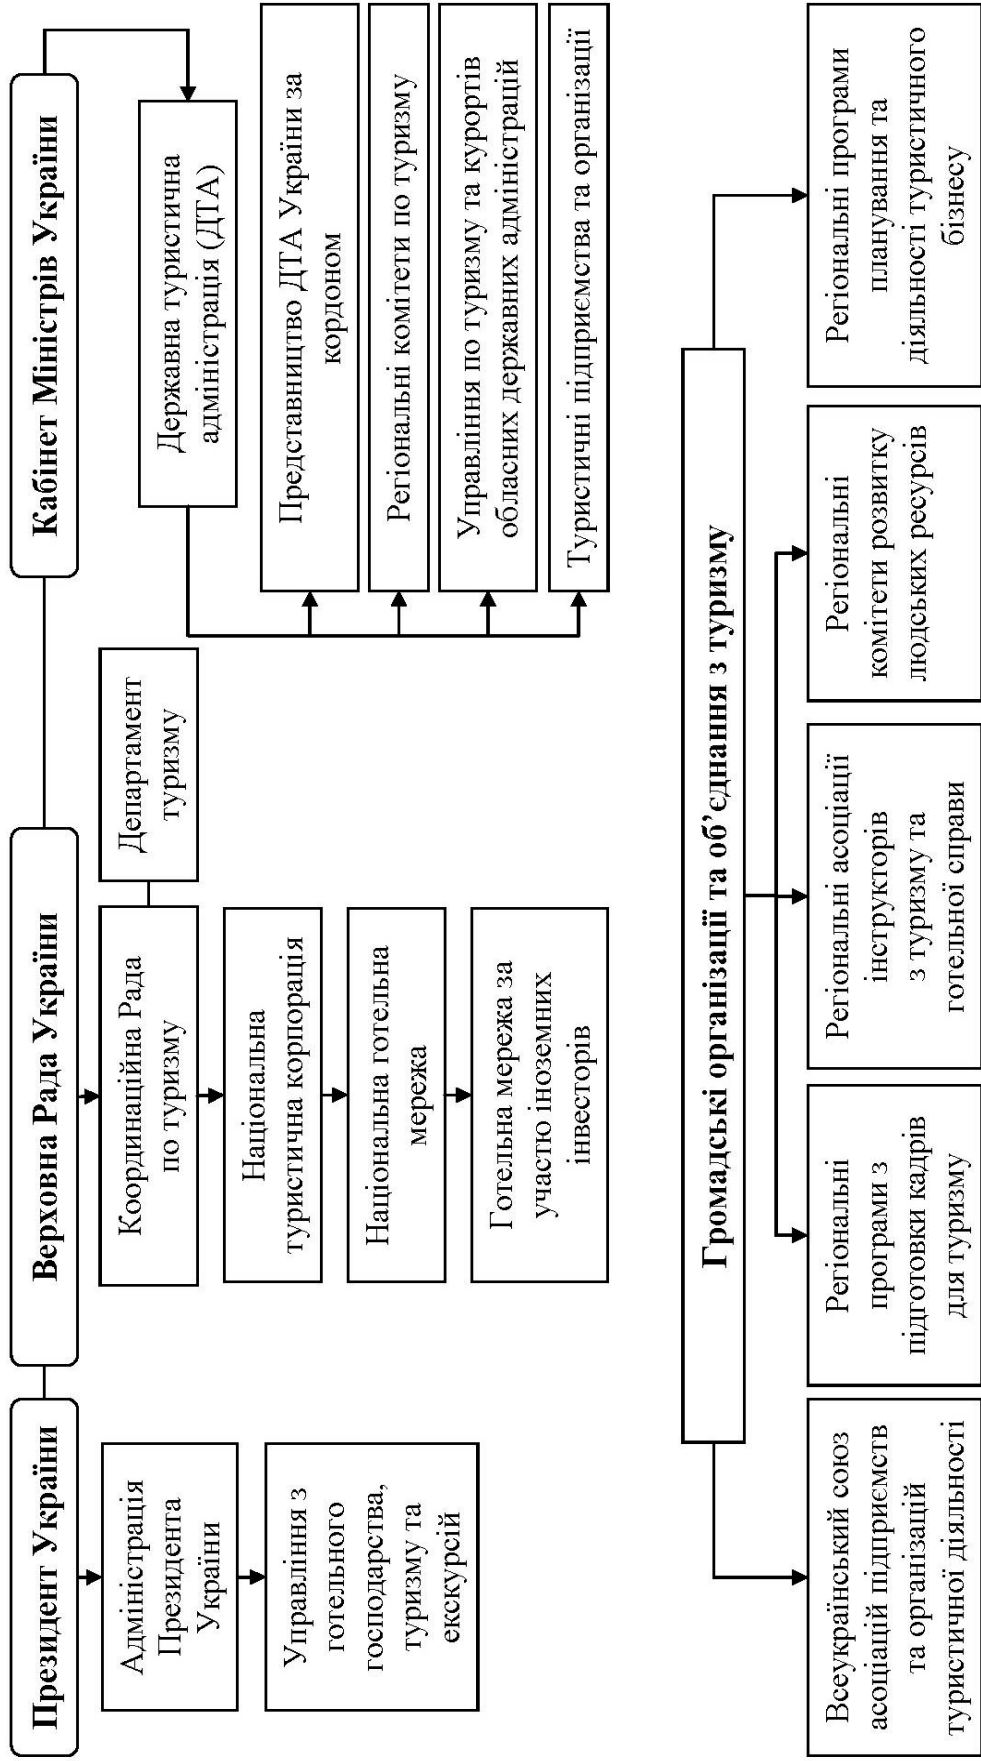 Президент України
Адміністрація
Президента
України
Управління з
готельного
господарства,
туризму та
екскурсій
Верховна Рада України
Координаційна Рада
по туризму
Департамент
туризму
Національна
туристична корпорація
Національна готельна
мережа
Готельна мережа за
участю іноземних
інвесторів
Кабінет Міністрів України
Державна туристична
адміністрація (ДТА)
Представництво ДТА України за
кордоном
Регіональні комітети по туризму
Управління по туризму та курортів
обласних державних адміністрацій
Туристичні підприємства та організації
Громадські організації та об’єднання з туризму
Всеукраїнський союз
асоціацій підприємств
та організацій
туристичної діяльності
Регіональні
програми з
підготовки кадрів
для туризму
Регіональні асоціації
інструкторів
з туризму та
готельної справи
Регіональні
комітети розвитку
людських ресурсів
Регіональні програми
планування та
діяльності туристичного
бізнесу